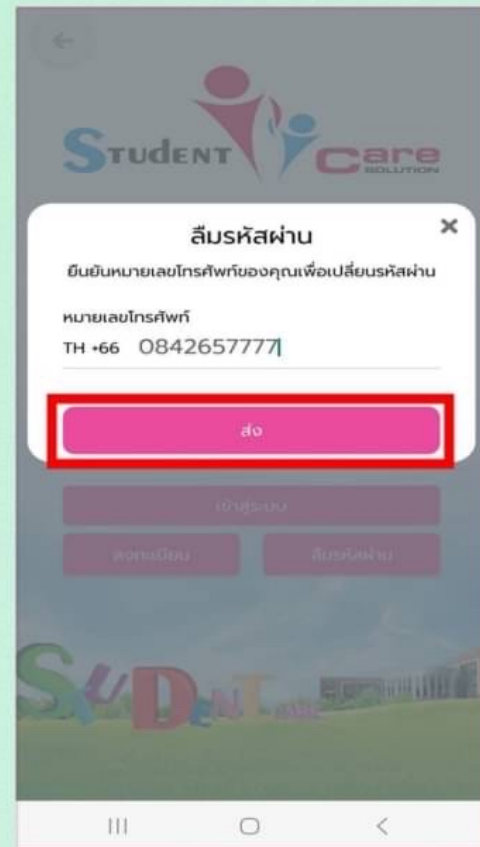 STUDENT Care
SOLUTION
ลืมรหัสผ่าน
ยืนยันหมายเลขโทรศัพท์ของคุณเพื่อเปลี่ยนรหัสผ่าน
หมายเลขโทรศัพท์
TH +66 0842657777
ส่ง
เข้าสู่ระบบ
ลงทะเบียน ลืมรหัสผ่าน
STUDENT CARE